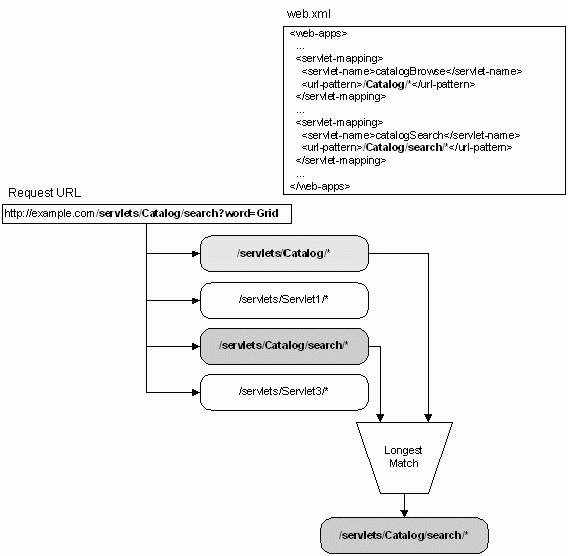 web.xml
<web-apps>
...
<servlet-mapping>
<servlet-name>catalogBrowse</servlet-name>
<url-pattern>/Catalog/*</url-pattern>
</servlet-mapping>
...
<servlet-mapping>
<servlet-name>catalogSearch</servlet-name>
<url-pattern>/Catalog/search/*</url-pattern>
</servlet-mapping>
...
</web-apps>
Request URL
http://example.com/servlets/Catalog/search?word=Grid
/servlets/Catalog/*
/servlets/Servlet1/*
/servlets/Catalog/search/*
/servlets/Servlet3/*
Longest
Match
/servlets/Catalog/search/*